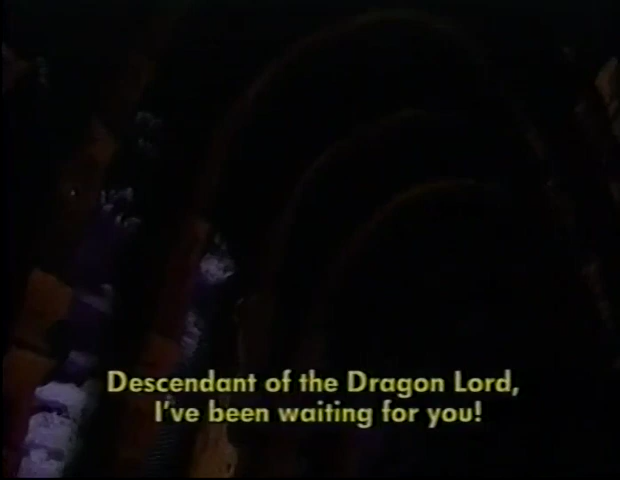 Descendant of the Dragon Lord,
I've been waiting for you!